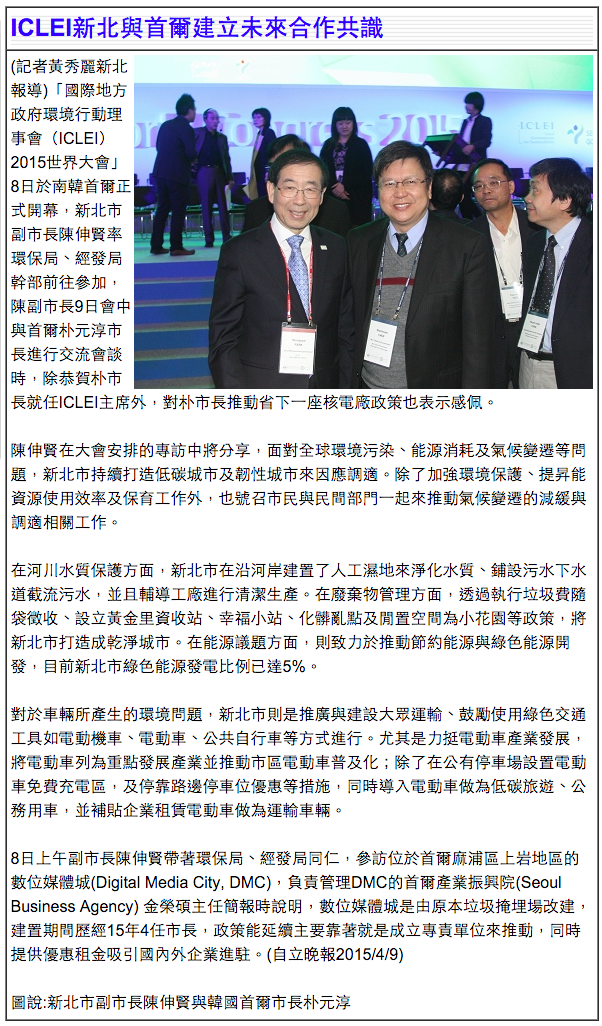 ICLEI新北與首爾建立未來合作共識
(記者黃秀麗新北
報導)「國際地方
政府環境行動理
事會（ICLEI）
2015世界大會」
8日於南韓首爾正
式開幕，新北市
副市長陳伸賢率
環保局、經發局
幹部前往參加，
陳副市長9日會中
與首爾朴元淳市
長進行交流會談
時，除恭賀朴市
長就任ICLEI主席外，對朴市長推動省下一座核電廠政策也表示感佩。
陳伸賢在大會安排的專訪中將分享，面對全球環境污染、能源消耗及氣候變遷等問
題，新北市持續打造低碳城市及韌性城市來因應調適。除了加強環境保護、提昇能
資源使用效率及保育工作外，也號召市民與民間部門一起來推動氣候變遷的減緩與
調適相關工作。
在河川水質保護方面，新北市在沿河岸建置了人工濕地來淨化水質、鋪設污水下水
道截流污水，並且輔導工廠進行清潔生產。在廢棄物管理方面，透過執行垃圾費隨
袋徵收、設立黃金里資收站、幸福小站、化髒亂點及閒置空間為小花園等政策，將
新北市打造成乾淨城市。在能源議題方面，則致力於推動節約能源與綠色能源開
發，目前新北市綠色能源發電比例已達5%。
對於車輛所產生的環境問題，新北市則是推廣與建設大眾運輸、鼓勵使用綠色交通
工具如電動機車、電動車、公共自行車等方式進行。尤其是力挺電動車產業發展，
將電動車列為重點發展產業並推動市區電動車普及化；除了在公有停車場設置電動
車免費充電區，及停靠路邊停車位優惠等措施，同時導入電動車做為低碳旅遊、公
務用車，並補貼企業租賃電動車做為運輸車輛。
8日上午副市長陳伸賢帶著環保局、經發局同仁，參訪位於首爾麻浦區上岩地區的
數位媒體城(Digital Media City, DMC)，負責管理DMC的首爾產業振興院(Seoul
Business Agency) 金榮碩主任簡報時說明，數位媒體城是由原本垃圾掩埋場改建，
建置期間歷經15年4任市長，政策能延續主要靠著就是成立專責單位來推動，同時
提供優惠租金吸引國內外企業進駐。(自立晚報2015/4/9)
圖說:新北市副市長陳伸賢與韓國首爾市長朴元淳
2015
ICLEI